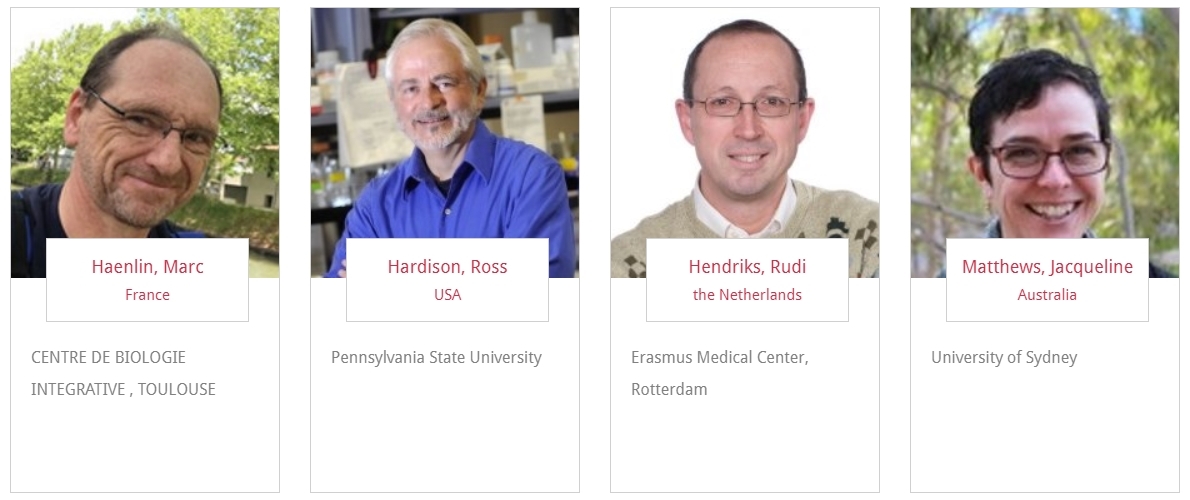 Haenlin, Marc
France
CENTRE DE BIOLOGIE
INTEGRATIVE , TOULOUSE
Hardison, Ross
USA
Pennsylvania State University
Hendriks, Rudi
the Netherlands
Erasmus Medical Center,
Rotterdam
Matthews, Jacqueline
Australia
University of Sydney